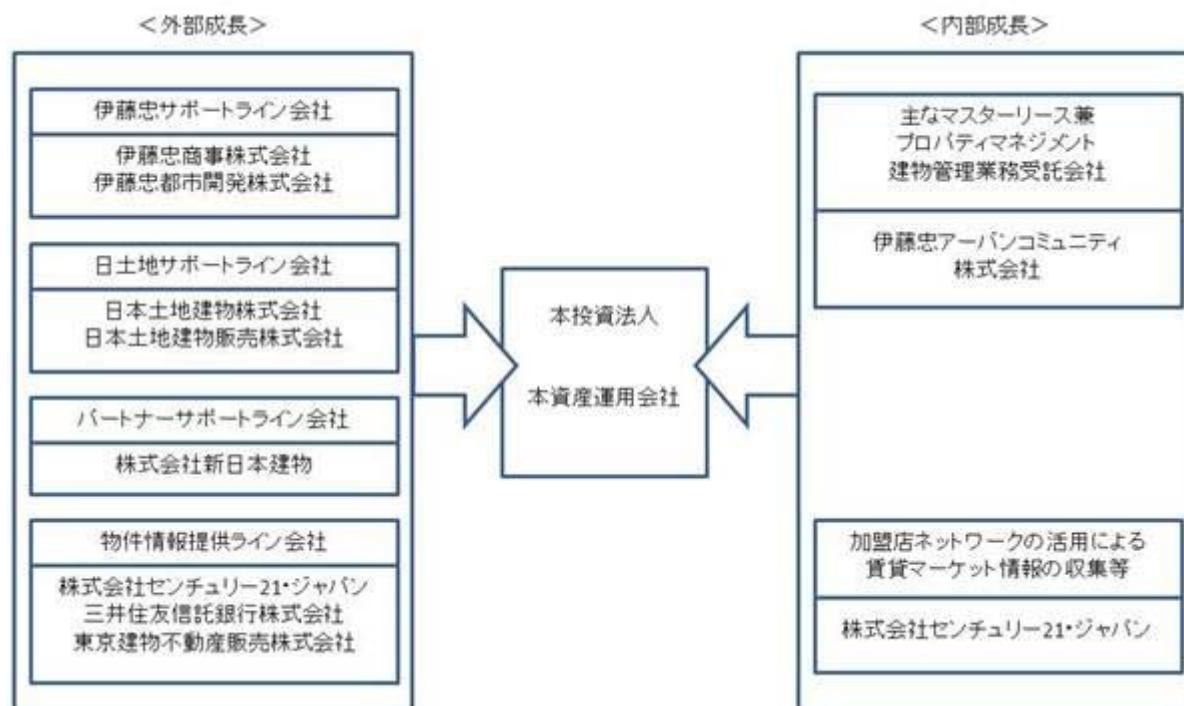 ＜外部成長＞
伊藤忠サポートライン会社
伊藤忠商事株式会社
伊藤忠都市開発株式会社
日土地サポートライン会社
日本土地建物株式会社
日本土地建物販売株式会社
パートナーサポートライン会社
株式会社新日本建物
物件情報提供ライン会社
株式会社センチュリー21・ジャパン
三井住友信託銀行株式会社
東京建物不動産販売株式会社
本投資法人
本資産運用会社
＜内部成長＞
主なマスターリース兼
プロパティマネジメント
建物管理業務受託会社
伊藤忠アーバンコミュニティ
株式会社
加盟店ネットワークの活用による
賃貸マーケット情報の収集等
株式会社センチュリー21・ジャパン